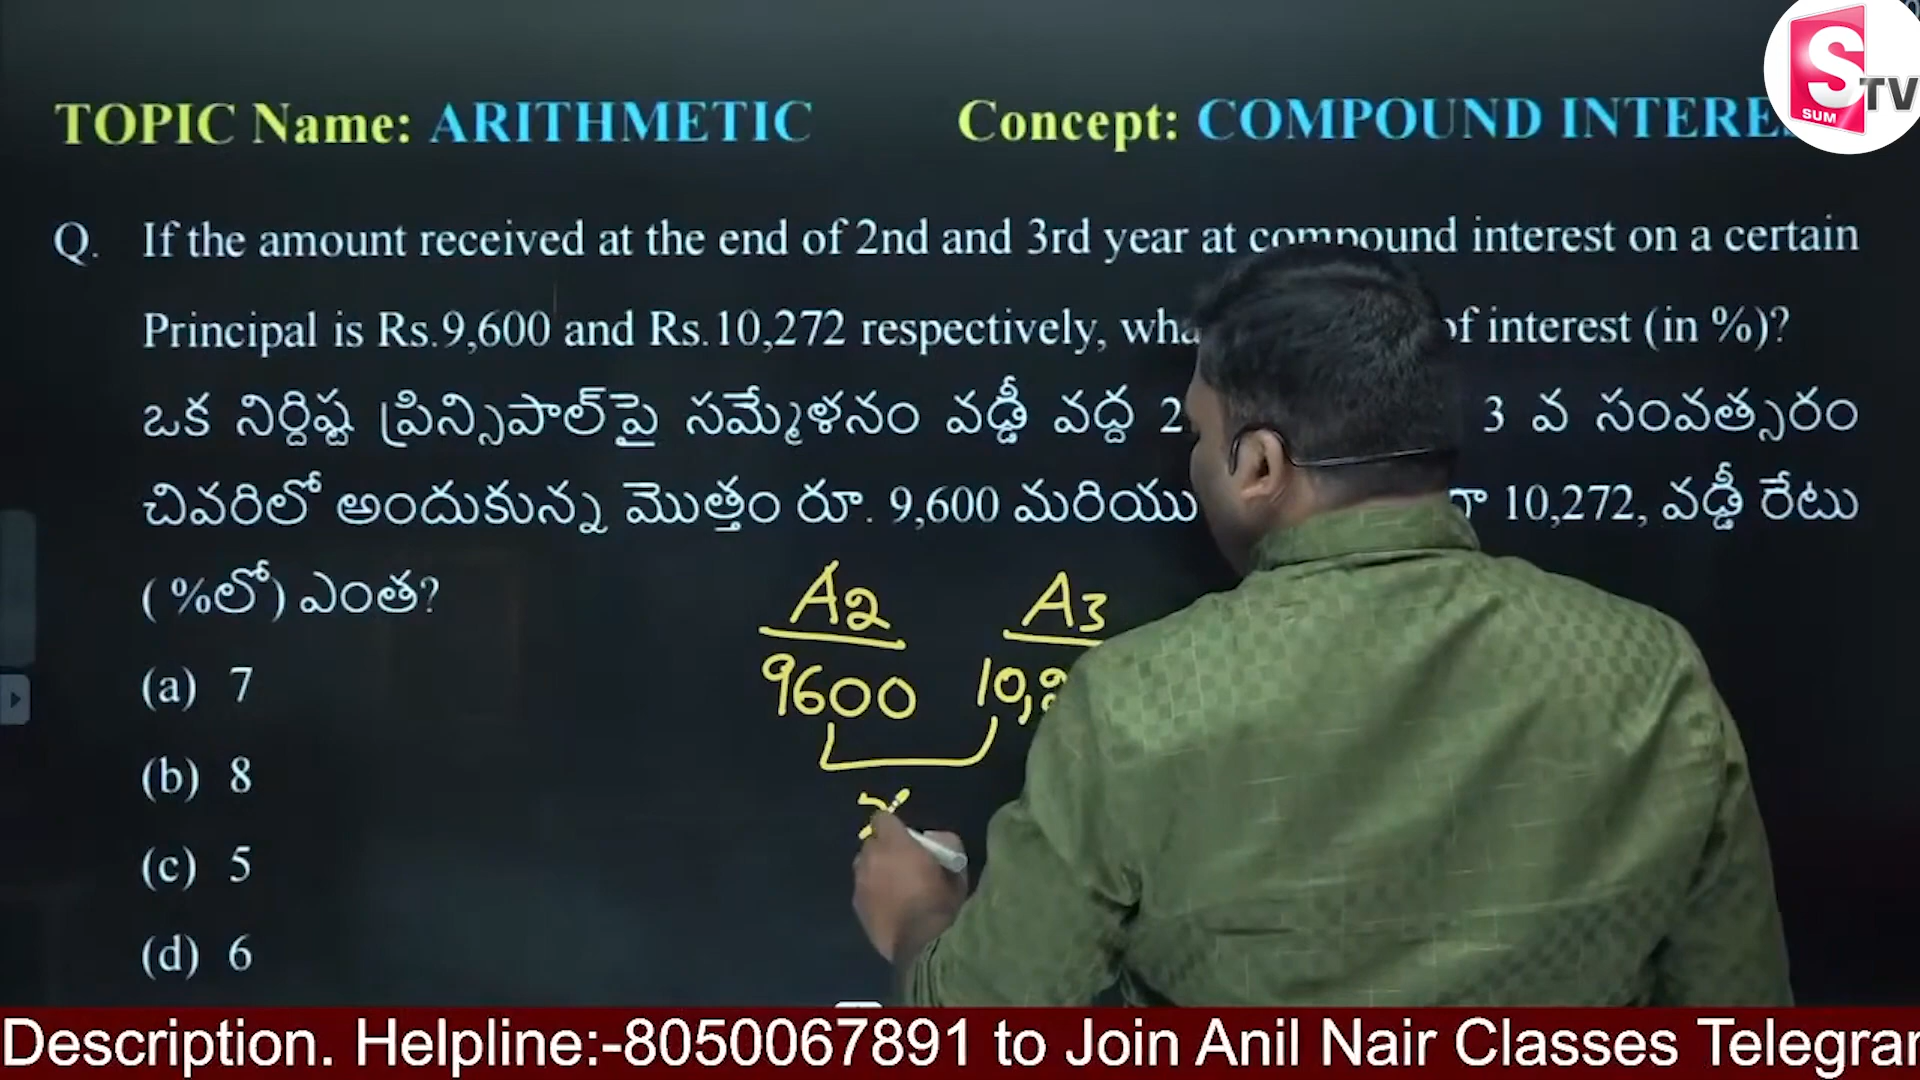 S TV
SUM
TOPIC Name: ARITHMETIC Concept: COMPOUND
Q. If the amount received at the end of 2nd and 3rd year at compound interest on a certain
Principal is Rs.9,600 and Rs.10,272 respectively, of interest (in %)?
ఒక నిర్దిష్ట ప్రిన్సిపాల్‌పై సమ్మేళనం వడ్డీ వద్ద 2 3 వ సంవత్సరం
చివరిలో అందుకున్న మొత్తం రూ. 9,600 మరియు 10,272, వడ్డీ రేటు
( %లో) ఎంత?
A2 A3
9600
(a) 7
(b) 8
(c) 5
(d) 6
Description. Helpline:-8050067891 to Join Anil Nair Classes